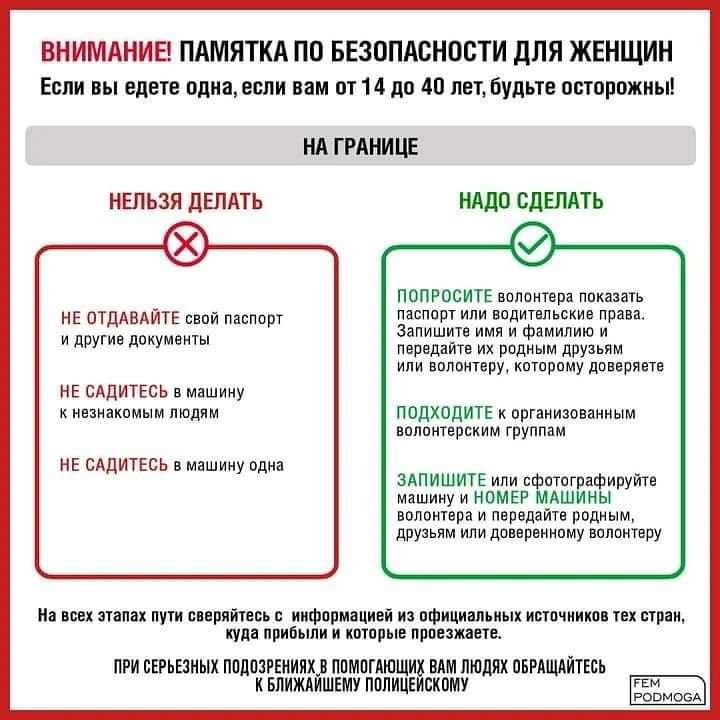 ВНИМАНИЕ! ПАМЯТКА ПО БЕЗОПАСНОСТИ ДЛЯ ЖЕНЩИН
Если вы едете одна, если вам от 14 до 40 лет, будьте осторожны!
НА ГРАНИЦЕ
НЕЛЬЗЯ ДЕЛАТЬ
НЕ ОТДАВАЙТЕ свой паспорт
и другие документы
НЕ САДИТЕСЬ в машину
к незнакомым людям
НЕ САДИТЕСЬ в машину одна
НАДО СДЕЛАТЬ
ПОПРОСИТЕ волонтера показать
паспорт или водительские права.
Запишите имя и фамилию и
передайте их родным друзьям
или волонтеру, которому доверяете
ПОДХОДИТЕ к организованным
волонтерским группам
ЗАПИШИТЕ или сфотографируйте
машину и НОМЕР МАШИНЫ
волонтера и передайте родным,
друзьям или доверенному волонтеру
На всех этапах пути сверяйтесь с информацией из официальных источников тех стран,
куда прибыли и которые проезжаете.
ПРИ СЕРЬЕЗНЫХ ПОДОЗРЕНИЯХ В ПОМОГАЮЩИХ ВАМ ЛЮДЯХ ОБРАЩАЙТЕСЬ
К БЛИЖАЙШЕМУ ПОЛИЦЕЙСКОМУ
FEM
PODMOGA